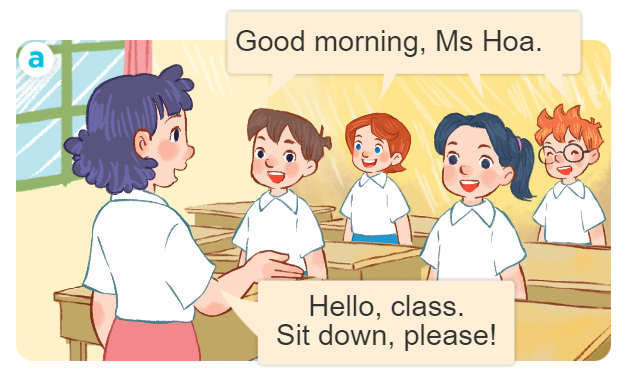 a
Good morning, Ms Hoa.
Hello, class.
Sit down, please!